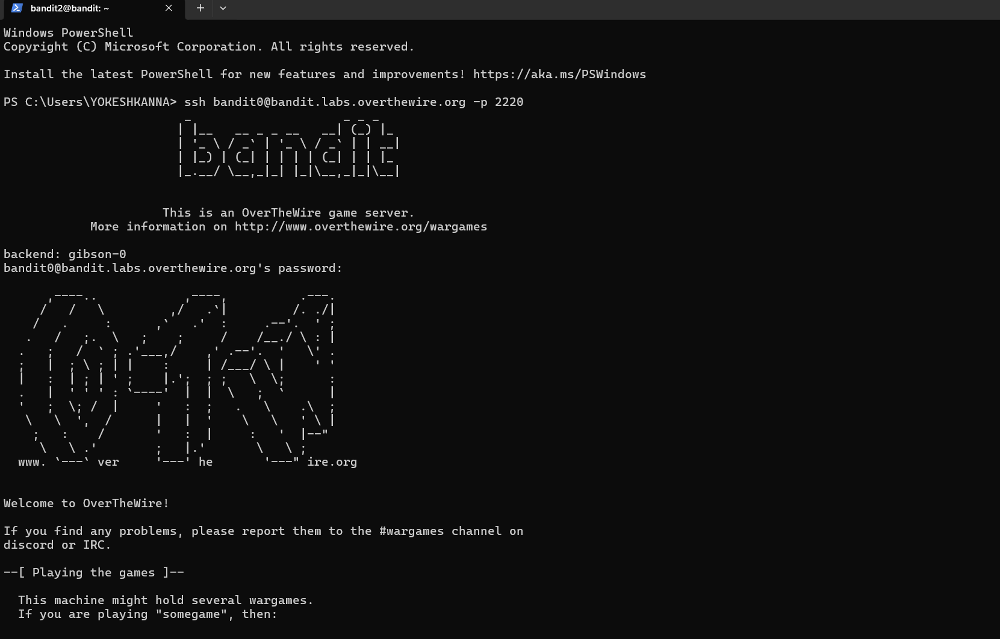 bandit2@bandit: ~
Windows PowerShell
Copyright (C) Microsoft Corporation. All rights reserved.
Install the latest PowerShell for new features and improvements! https://aka.ms/PSWindows
PS C:\Users\YOKESHKANNA> ssh bandit0@bandit.labs.overthewire.org -p 2220
                         _                     _ _ _
                        | |__   __ _ _ __   __| (_) |_
                        | '_ \ / _` | '_ \ / _` | | __|
                        | |_) | (_| | | | | (_| | | |_
                        |_.__/ \__,_|_| |_|\__,_|_|\__|
                      This is an OverTheWire game server.
            More information on http://www.overthewire.org/wargames
backend: gibson-0
bandit0@bandit.labs.overthewire.org's password:
      ,----..            ,----,          .---.
     /   /   \         ,/   .`|         /. ./|
    /   .     :      ,`   .'  :     .--'.  ' ;
   .   /   ;.  \   ;    ;     /    /__./ \ : |
  .   ;   /  ` ; .'___,/    ,' .--'.  '   \' .
  ;   |  ; \ ; | |    :     | /___/ \ |    ' '
  |   :  | ; | ' ;    |.';  ; ;   \  \;      :
  .   |  ' ' ' : `----'  |  |  \   ;  `      |
  '   ;  \; /  |     '   :  ;   .   \    .\  ;
   \   \  ',  /      |   |  '    \   \   ' \ |
    ;   :    /       '   :  |     :   '  |--"
     \   \ .'        ;   |.'       \   \ ;
  www. `---` ver     '---' he       '---" ire.org
Welcome to OverTheWire!
If you find any problems, please report them to the #wargames channel on
discord or IRC.
--[ Playing the games ]--
  This machine might hold several wargames.
  If you are playing "somegame", then: